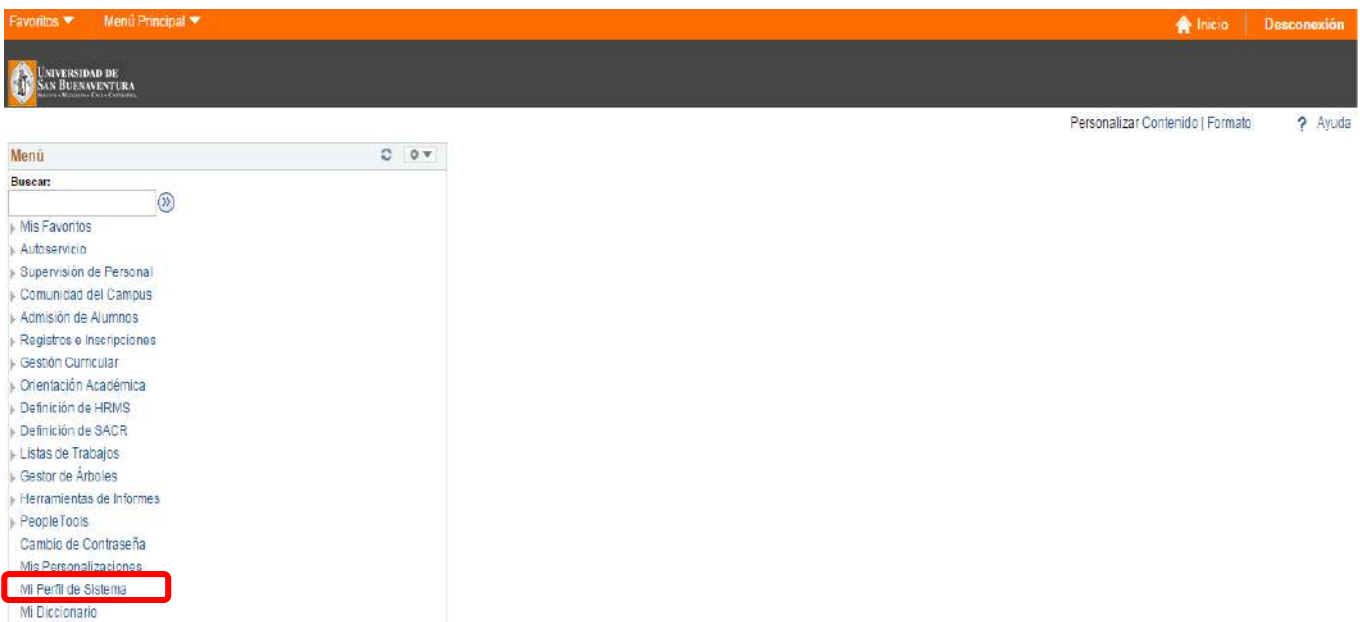 Favoritos Menú Principal Inicio Desconexión
UNIVERSIDAD DE
SAN BUENAVENTURA
Personalizar Contenido | Formato ? Ayuda
Menú
Buscar:
Mis Favoritos
Autoservicio
Supervisión de Personal
Comunidad del Campus
Admisión de Alumnos
Registros e Inscripciones
Gestión Curricular
Orientación Académica
Definición de HRMS
Definición de SACR
Listas de Trabajos
Gestor de Árboles
Herramientas de Informes
PeopleTools
Cambio de Contraseña
Mis Personalizaciones
Mi Perfil de Sistema
Mi Diccionario